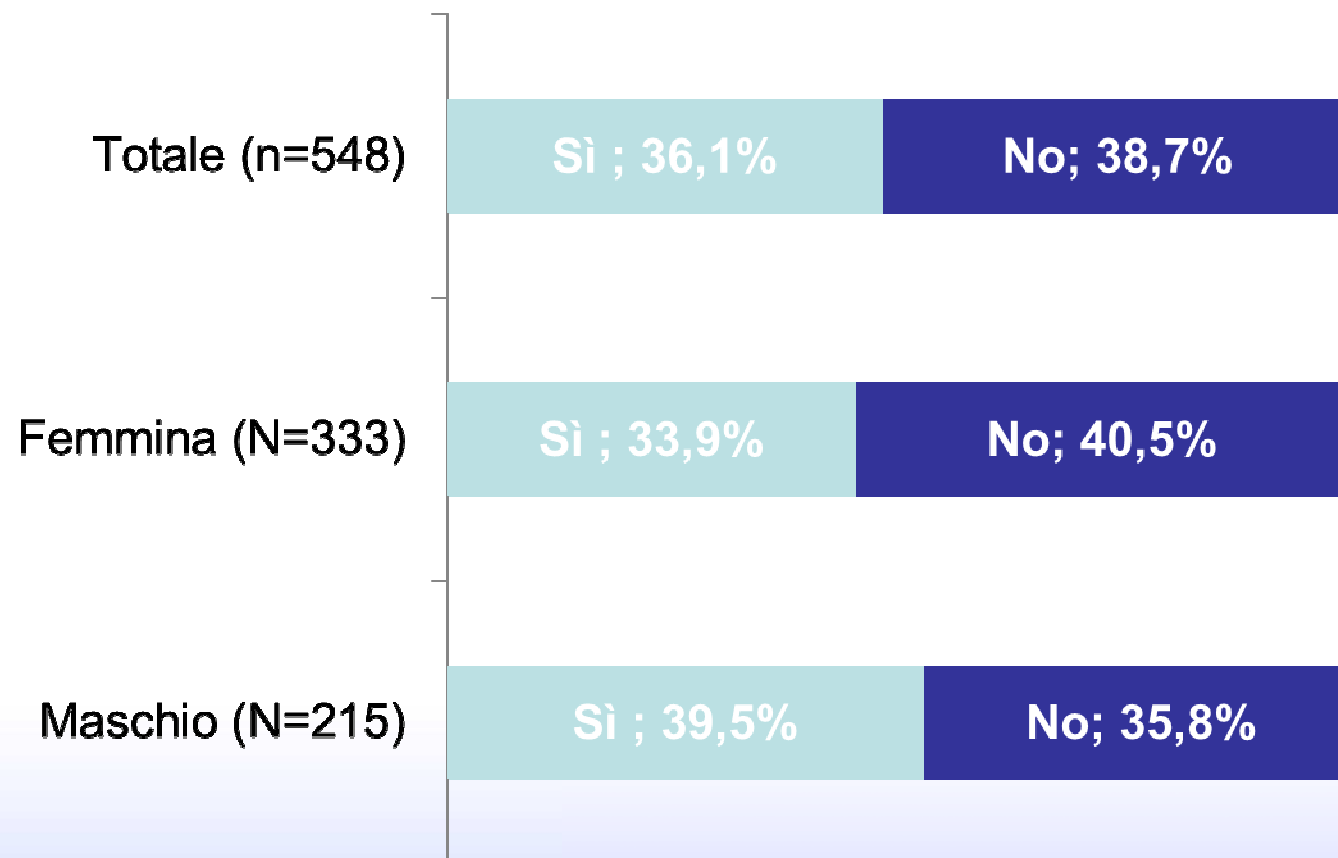 Totale (n=548) Sì ; 36,1% No; 38,7%
Femmina (N=333) Sì ; 33,9% No; 40,5%
Maschio (N=215) Sì ; 39,5% No; 35,8%